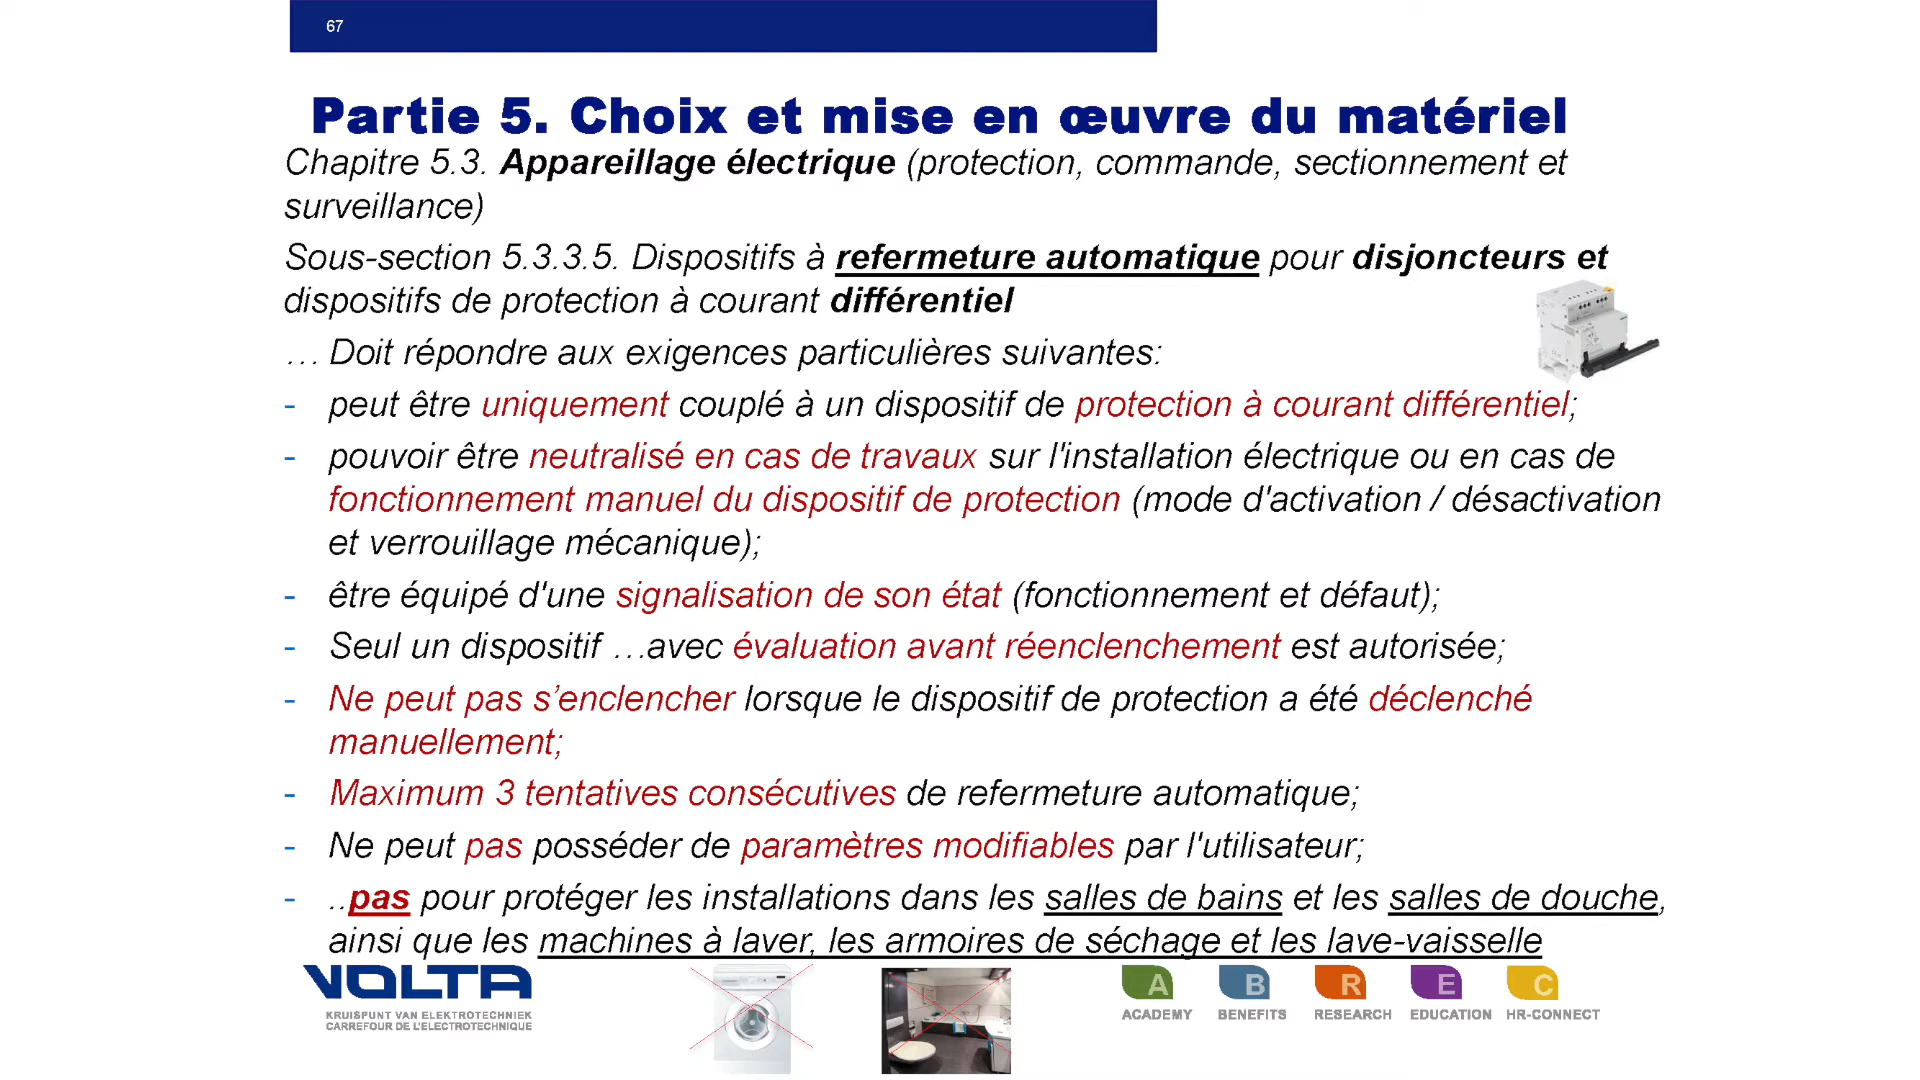 67
Partie 5. Choix et mise en œuvre du matériel
Chapitre 5.3. Appareillage électrique (protection, commande, sectionnement et
surveillance)
Sous-section 5.3.3.5. Dispositifs à refermeture automatique pour disjoncteurs et
dispositifs de protection à courant différentiel
… Doit répondre aux exigences particulières suivantes:
- peut être uniquement couplé à un dispositif de protection à courant différentiel;
- pouvoir être neutralisé en cas de travaux sur l'installation électrique ou en cas de
fonctionnement manuel du dispositif de protection (mode d'activation / désactivation
et verrouillage mécanique);
- être équipé d'une signalisation de son état (fonctionnement et défaut);
- Seul un dispositif …avec évaluation avant réenclenchement est autorisée;
- Ne peut pas s’enclencher lorsque le dispositif de protection a été déclenché
manuellement;
- Maximum 3 tentatives consécutives de refermeture automatique;
- Ne peut pas posséder de paramètres modifiables par l'utilisateur;
- ..pas pour protéger les installations dans les salles de bains et les salles de douche,
ainsi que les machines à laver, les armoires de séchage et les lave-vaisselle
VOLTA
KRUISPUNT VAN ELEKTROTECHNIEK
CARREFOUR DE L'ELECTROTECHNIQUE
A B R E C
ACADEMY BENEFITS RESEARCH EDUCATION HR-CONNECT